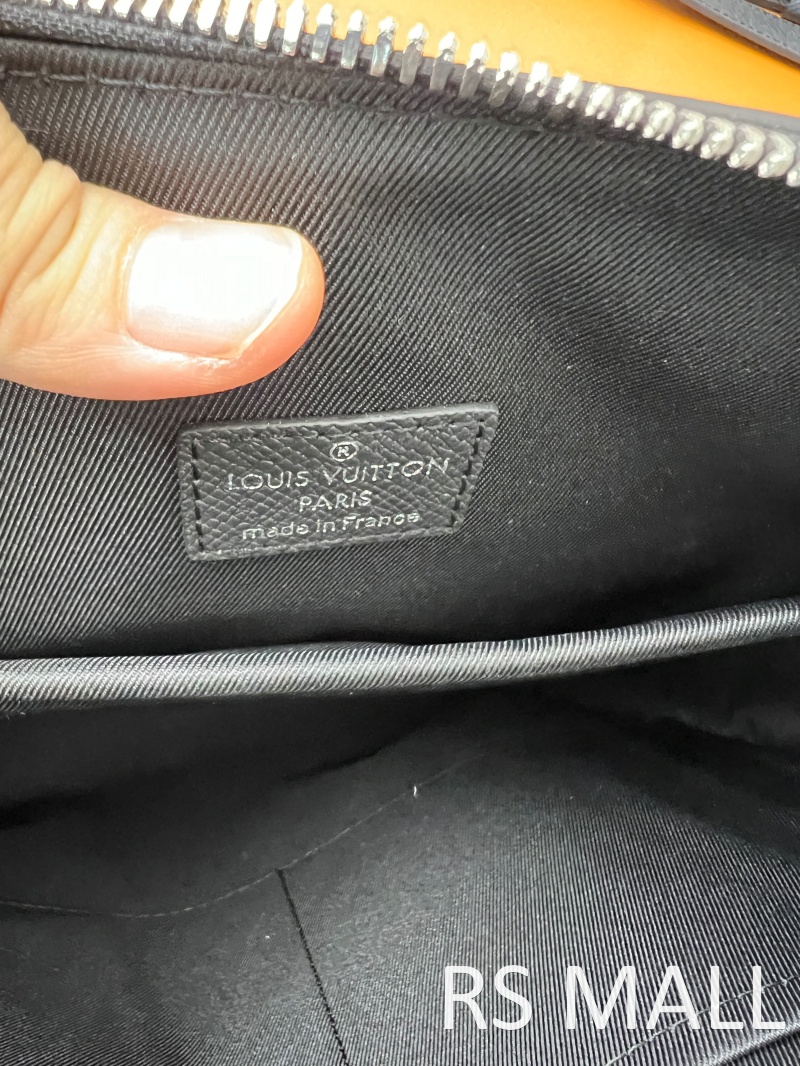 ®
LOUIS VUITTON
PARIS
made in France
RS MALL